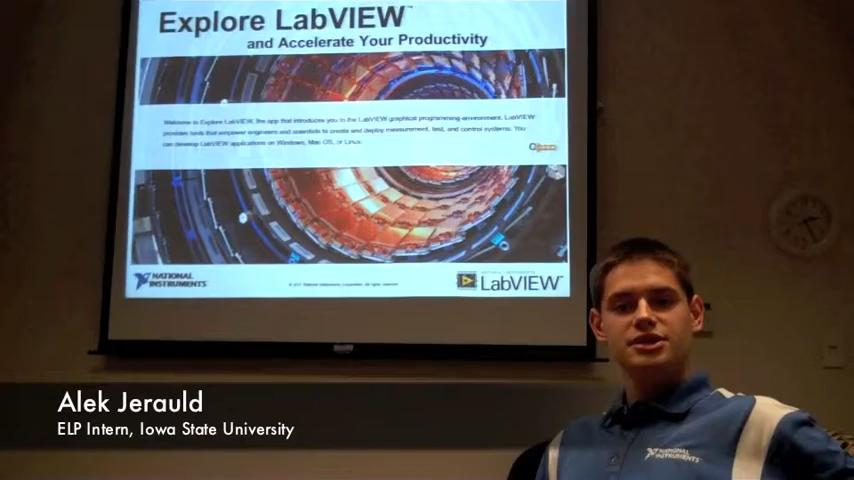 Explore LabVIEW™
and Accelerate Your Productivity
Welcome to Explore LabVIEW, the app that introduces you to the LabVIEW graphical programming environment. LabVIEW
provides tools that empower engineers and scientists to create and deploy measurement, test, and control systems. You
can develop LabVIEW applications on Windows, Mac OS, or Linux.
NATIONAL
INSTRUMENTS
LabVIEW™
Alek Jerauld
ELP Intern, Iowa State University
NATIONAL
INSTRUMENTS